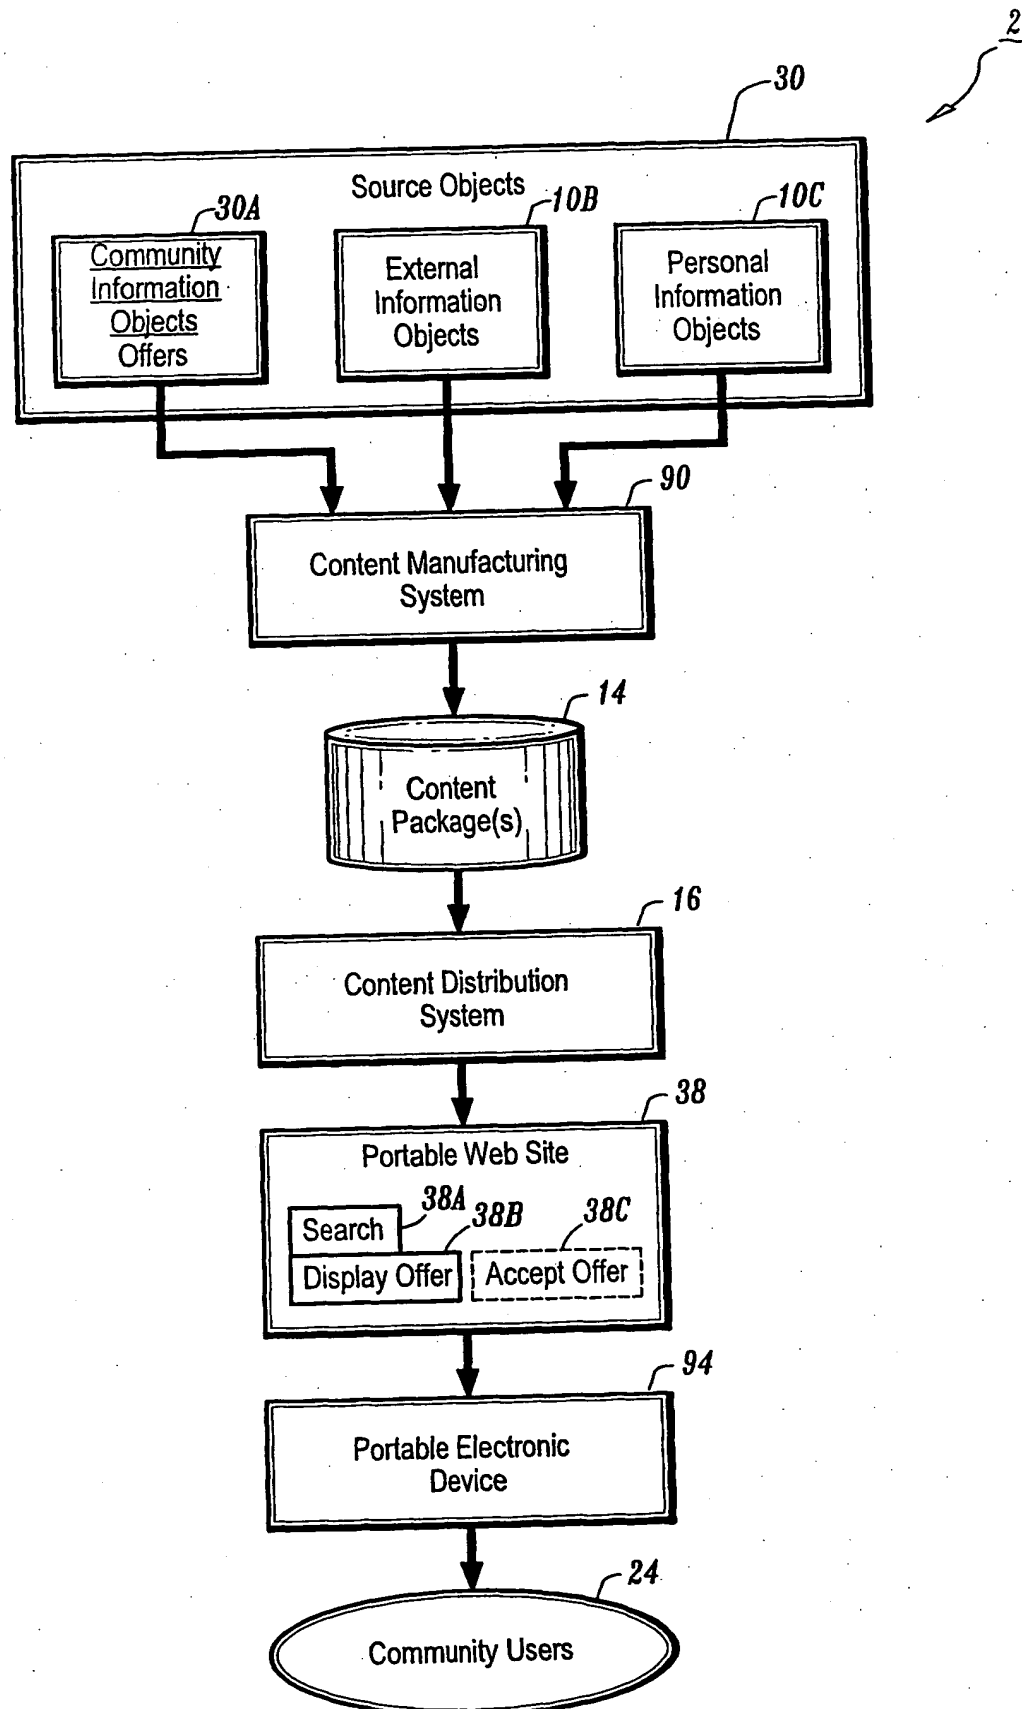 2
30
Source Objects
30A
10B
10C
Community
Information
Objects
Offers
External
Information
Objects
Personal
Information
Objects
90
Content Manufacturing
System
14
Content
Package(s)
16
Content Distribution
System
38
Portable Web Site
38A
Search
38B
38C
Display Offer
Accept Offer
94
Portable Electronic
Device
24
Community Users